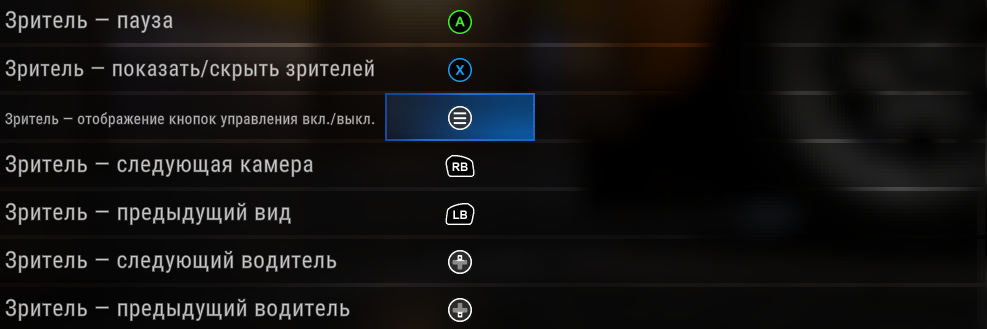 Зритель — пауза A
Зритель — показать/скрыть зрителей X
Зритель — отображение кнопок управления вкл./выкл.
Зритель — следующая камера RB
Зритель — предыдущий вид LB
Зритель — следующий водитель
Зритель — предыдущий водитель